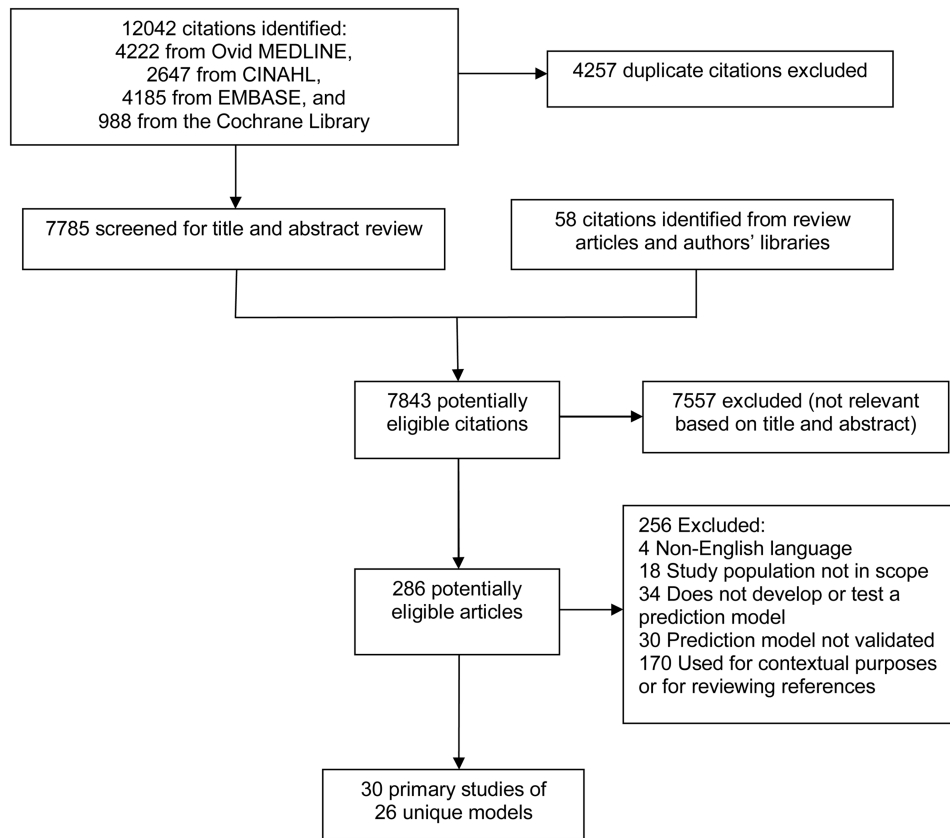 12042 citations identified:
4222 from Ovid MEDLINE,
2647 from CINAHL,
4185 from EMBASE, and
988 from the Cochrane Library
4257 duplicate citations excluded
7785 screened for title and abstract review
58 citations identified from review
articles and authors’ libraries
7843 potentially
eligible citations
7557 excluded (not relevant
based on title and abstract)
286 potentially
eligible articles
256 Excluded:
4 Non-English language
18 Study population not in scope
34 Does not develop or test a
prediction model
30 Prediction model not validated
170 Used for contextual purposes
or for reviewing references
30 primary studies of
26 unique models